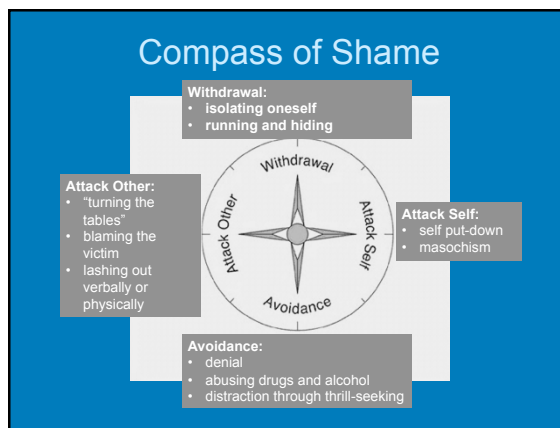 Compass of Shame
Withdrawal:
• isolating oneself
• running and hiding
Withdrawal
Attack Other:
• “turning the
tables”
• blaming the
victim
• lashing out
verbally or
physically
Attack Other
Attack Self
Attack Self:
• self put-down
• masochism
Avoidance
Avoidance:
• denial
• abusing drugs and alcohol
• distraction through thrill-seeking